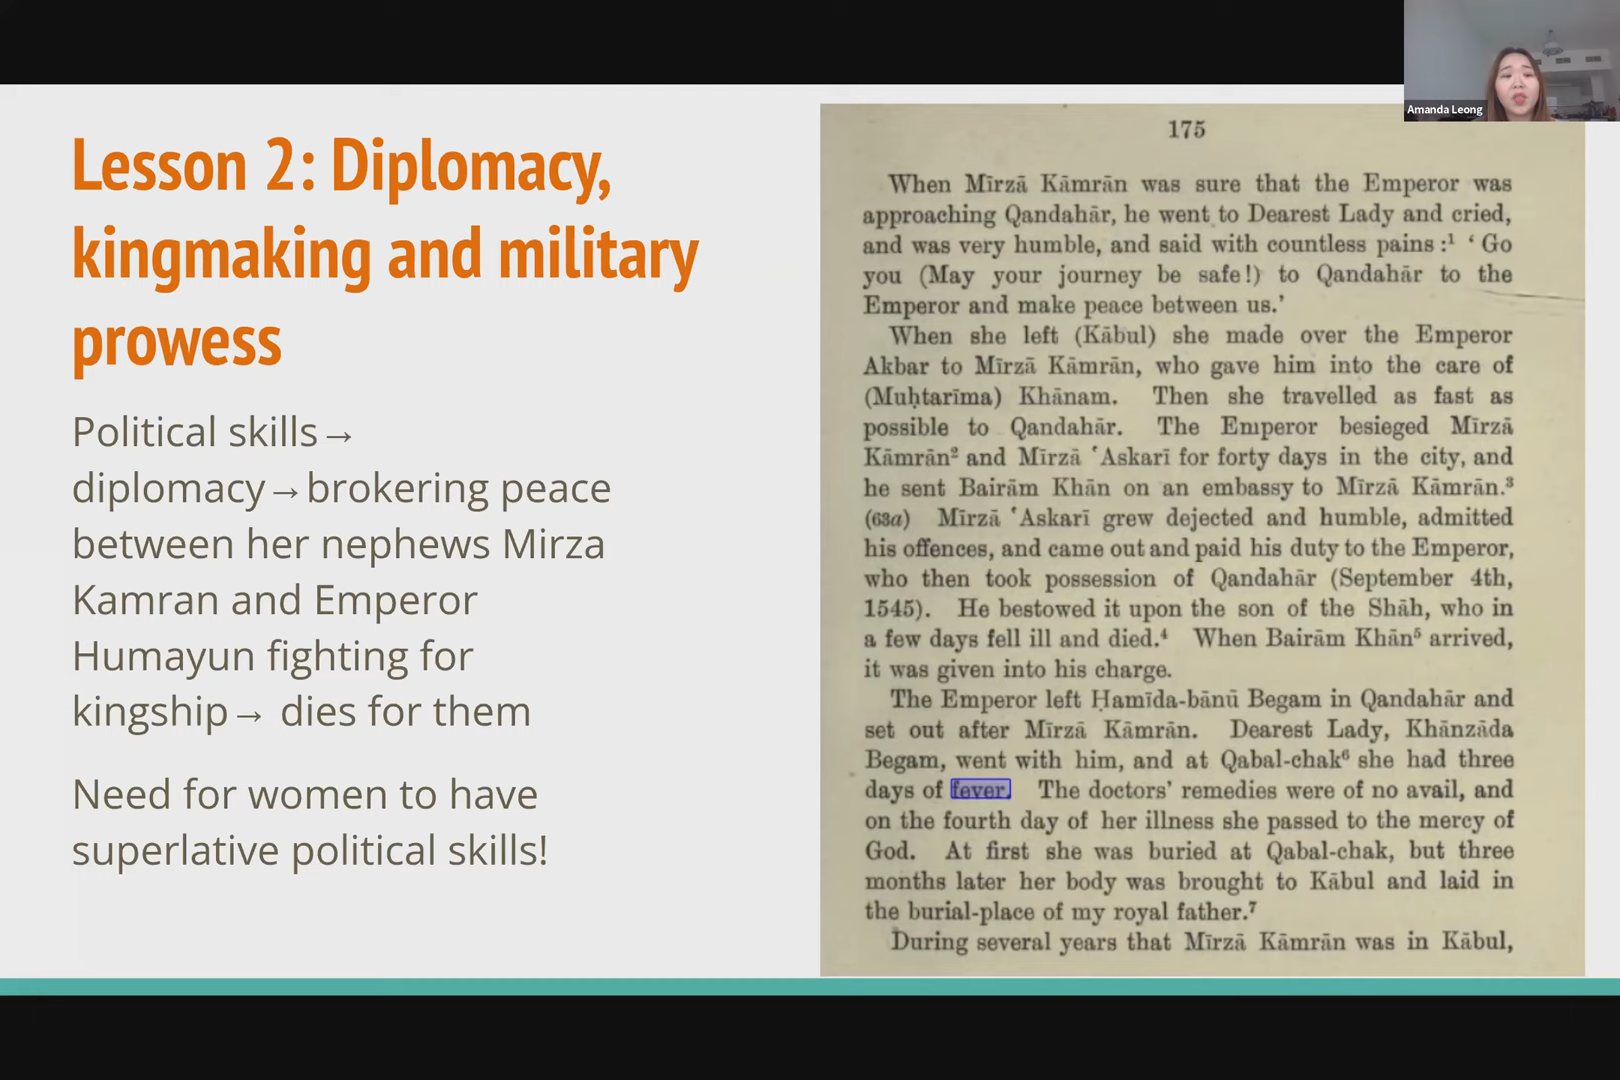 Lesson 2: Diplomacy,
kingmaking and military
prowess
Political skills→
diplomacy→brokering peace
between her nephews Mirza
Kamran and Emperor
Humayun fighting for
kingship→ dies for them
Need for women to have
superlative political skills!
175
When Mīrzā Kāmrān was sure that the Emperor was
approaching Qandahār, he went to Dearest Lady and cried,
and was very humble, and said with countless pains :¹ ‘ Go
you (May your journey be safe!) to Qandahār to the
Emperor and make peace between us.’
When she left (Kābul) she made over the Emperor
Akbar to Mīrzā Kāmrān, who gave him into the care of
(Muḥtarīma) Khānam. Then she travelled as fast as
possible to Qandahār. The Emperor besieged Mīrzā
Kāmrān² and Mīrzā ‘Askarī for forty days in the city, and
he sent Bairām Khān on an embassy to Mīrzā Kāmrān.³
(63a) Mīrzā ‘Askarī grew dejected and humble, admitted
his offences, and came out and paid his duty to the Emperor,
who then took possession of Qandahār (September 4th,
1545). He bestowed it upon the son of the Shāh, who in
a few days fell ill and died.⁴ When Bairām Khān⁵ arrived,
it was given into his charge.
The Emperor left Ḥamīda-bānū Begam in Qandahār and
set out after Mīrzā Kāmrān. Dearest Lady, Khānzāda
Begam, went with him, and at Qabal-chak⁶ she had three
days of fever. The doctors’ remedies were of no avail, and
on the fourth day of her illness she passed to the mercy of
God. At first she was buried at Qabal-chak, but three
months later her body was brought to Kābul and laid in
the burial-place of my royal father.⁷
During several years that Mīrzā Kāmrān was in Kābul,
Amanda Leong